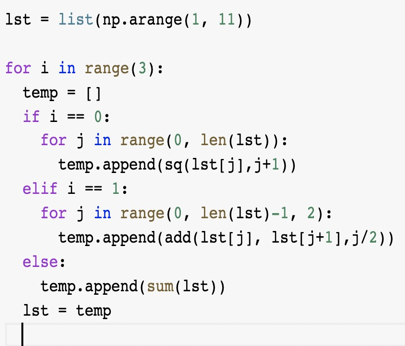 lst = list(np.arange(1, 11))

for i in range(3):
  temp = []
  if i == 0:
    for j in range(0, len(lst)):
      temp.append(sq(lst[j],j+1))
  elif i == 1:
    for j in range(0, len(lst)-1, 2):
      temp.append(add(lst[j], lst[j+1],j/2))
  else:
    temp.append(sum(lst))
  lst = temp